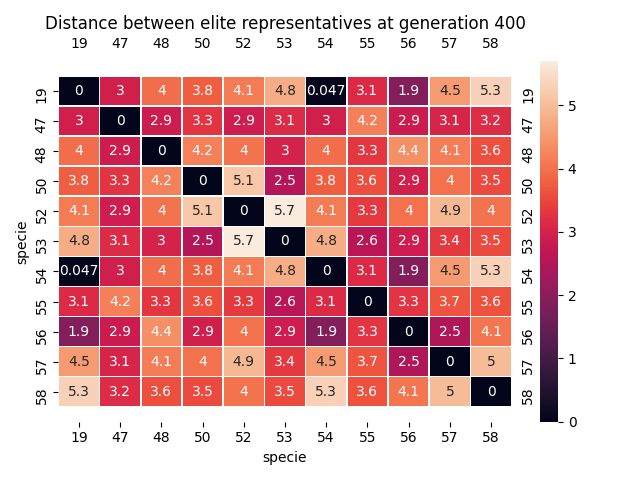 Distance between elite representatives at generation 400
19 47 48 50 52 53 54 55 56 57 58
19 0 3 4 3.8 4.1 4.8 0.047 3.1 1.9 4.5 5.3 19
47 3 0 2.9 3.3 2.9 3.1 3 4.2 2.9 3.1 3.2 47
48 4 2.9 0 4.2 4 3 4 3.3 4.4 4.1 3.6 48
50 3.8 3.3 4.2 0 5.1 2.5 3.8 3.6 2.9 4 3.5 50
52 4.1 2.9 4 5.1 0 5.7 4.1 3.3 4 4.9 4 52
53 4.8 3.1 3 2.5 5.7 0 4.8 2.6 2.9 3.4 3.5 53
54 0.047 3 4 3.8 4.1 4.8 0 3.1 1.9 4.5 5.3 54
55 3.1 4.2 3.3 3.6 3.3 2.6 3.1 0 3.3 3.7 3.6 55
56 1.9 2.9 4.4 2.9 4 2.9 1.9 3.3 0 2.5 4.1 56
57 4.5 3.1 4.1 4 4.9 3.4 4.5 3.7 2.5 0 5 57
58 5.3 3.2 3.6 3.5 4 3.5 5.3 3.6 4.1 5 0 58
19 47 48 50 52 53 54 55 56 57 58
specie
specie
5
4
3
2
1
0